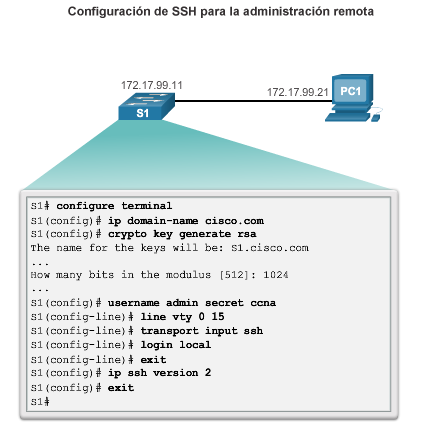 Configuración de SSH para la administración remota
172.17.99.11
172.17.99.21
PC1
S1
S1# configure terminal
S1(config)# ip domain-name cisco.com
S1(config)# crypto key generate rsa
The name for the keys will be: S1.cisco.com
...
How many bits in the modulus [512]: 1024
...
S1(config)# username admin secret ccna
S1(config-line)# line vty 0 15
S1(config-line)# transport input ssh
S1(config-line)# login local
S1(config-line)# exit
S1(config)# ip ssh version 2
S1(config)# exit
S1#